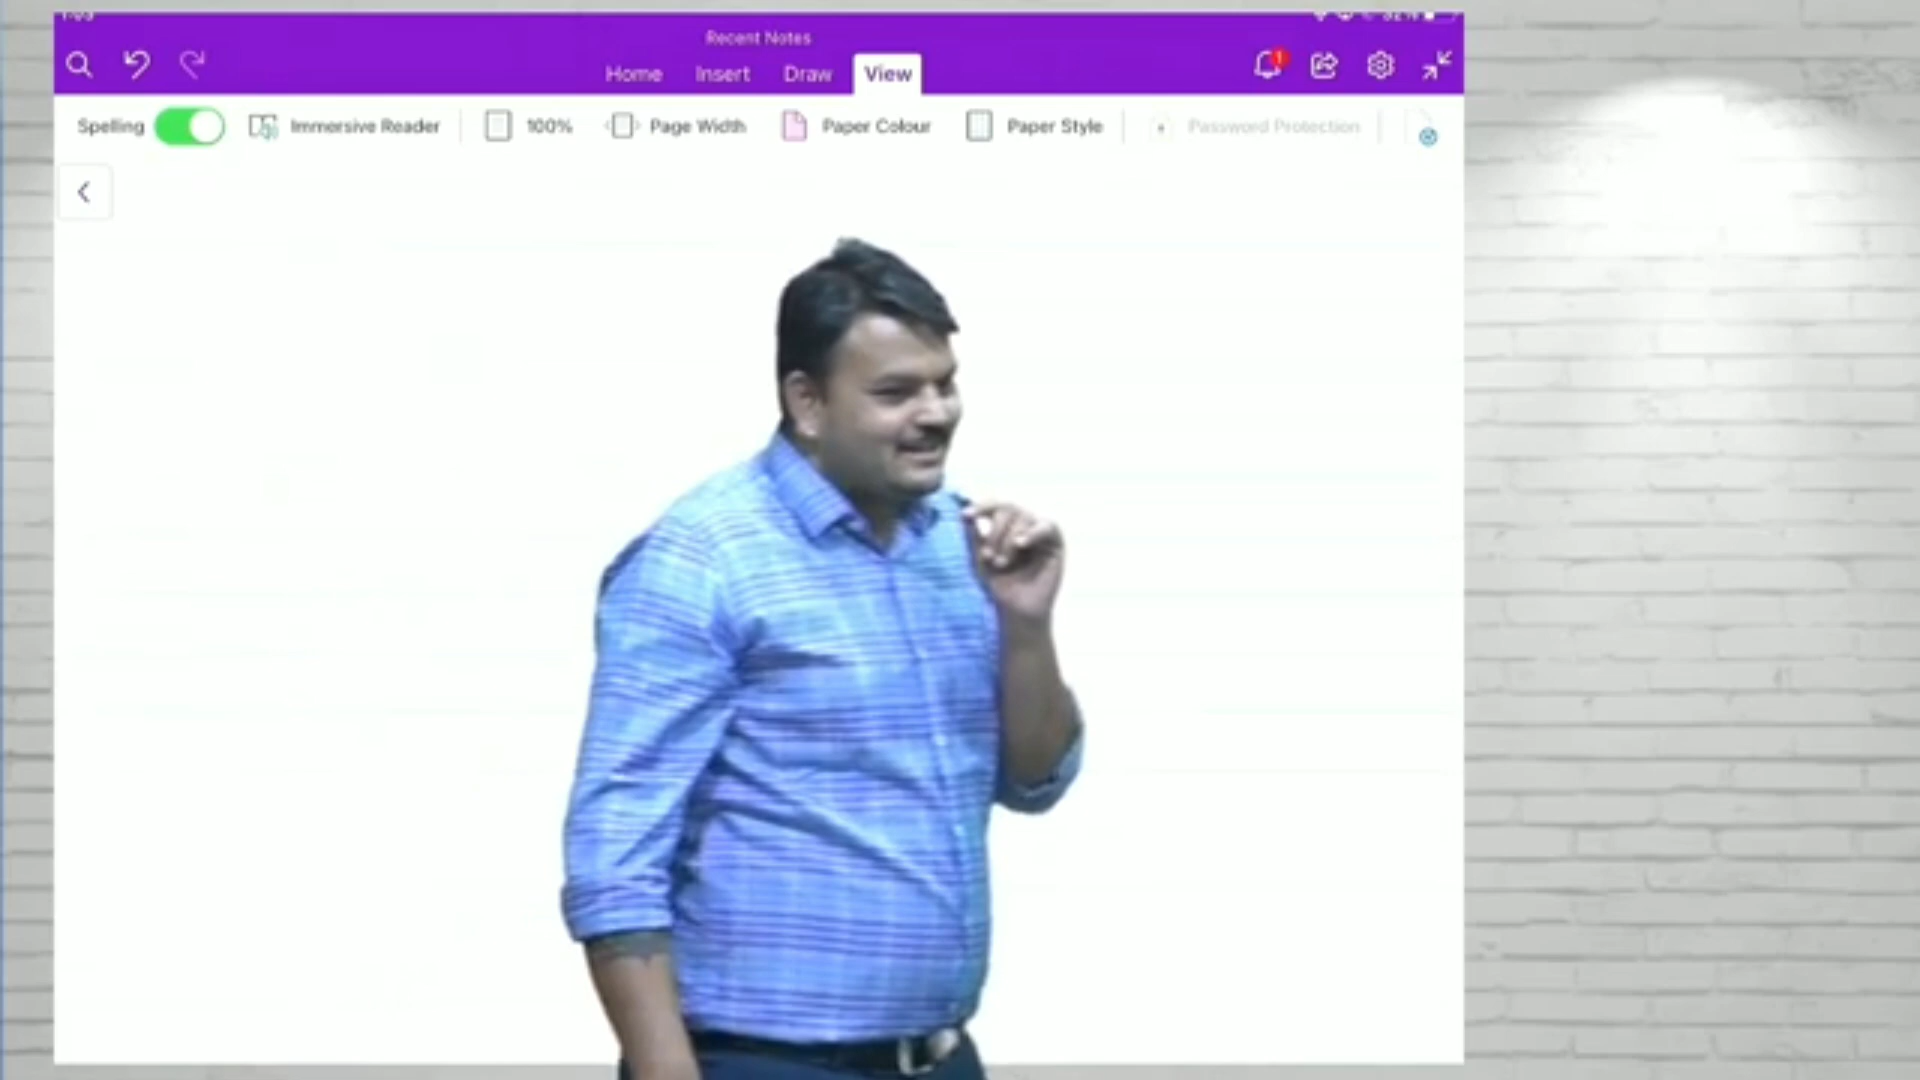 Recent Notes
Home Insert Draw View
Spelling Immersive Reader 100% Page Width Paper Colour Paper Style Password Protection